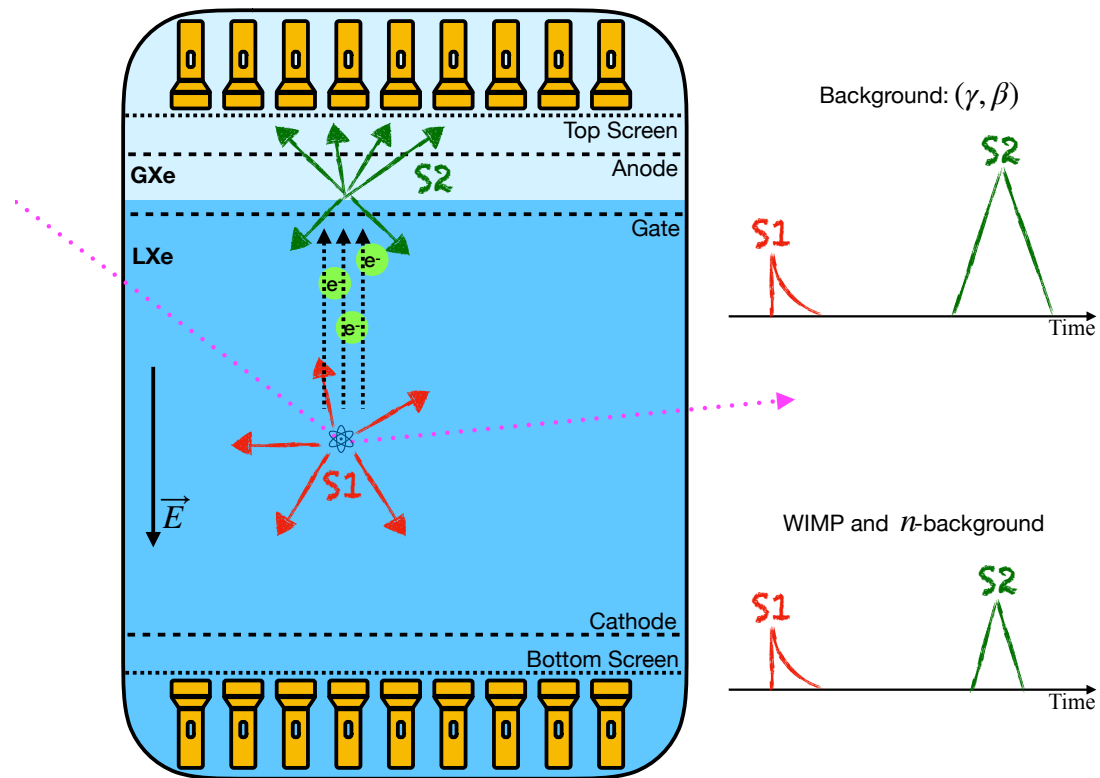 Top Screen
Anode
GXe
S2
Gate
LXe
e-
e-
e-
S1
E
Cathode
Bottom Screen
Background: (γ, β)
S2
S1
Time
WIMP and n-background
S2
S1
Time